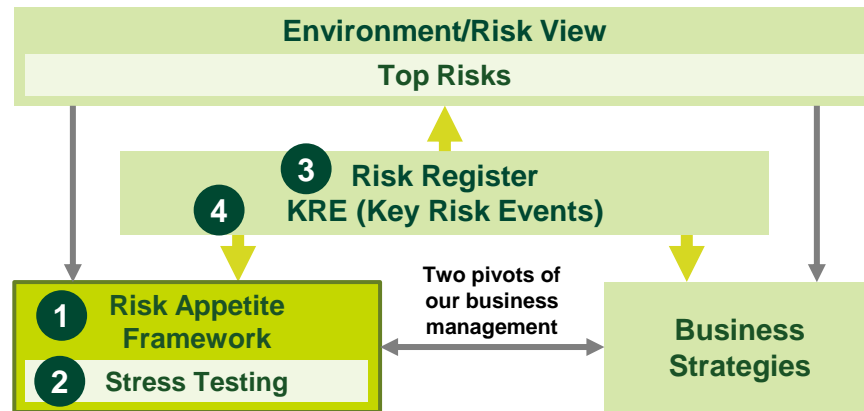 Environment/Risk View
Top Risks
3
Risk Register
4
KRE (Key Risk Events)
Two pivots of
our business
management
1
Risk Appetite
Framework
2
Stress Testing
Business
Strategies